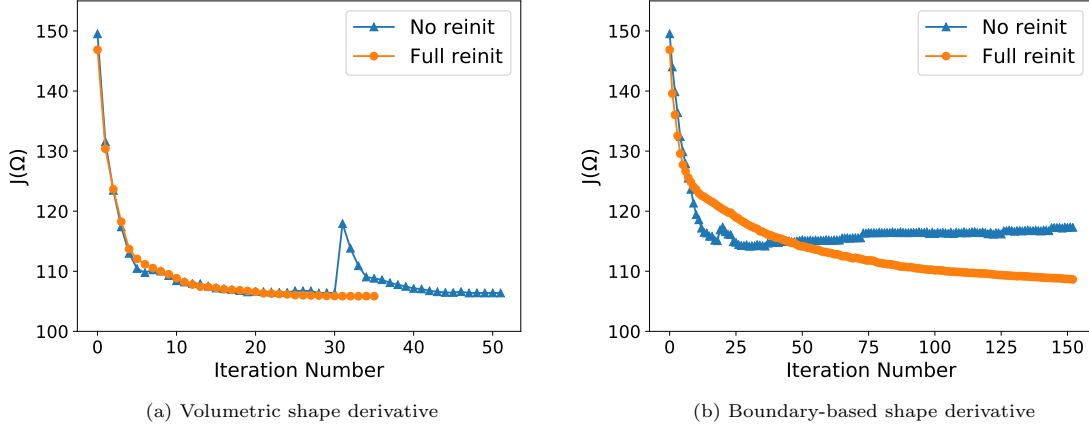 150
140
130
120
110
100
J(Ω)
0
10
20
30
40
50
Iteration Number
No reinit
Full reinit
(a) Volumetric shape derivative
150
140
130
120
110
100
J(Ω)
0
25
50
75
100
125
150
Iteration Number
No reinit
Full reinit
(b) Boundary-based shape derivative